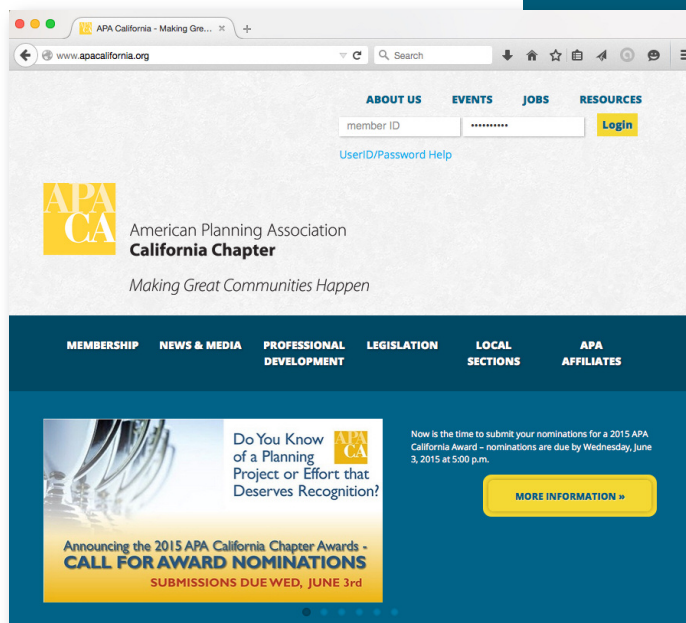 APA California - Making Gre...
www.apacalifornia.org
Search
ABOUT US EVENTS JOBS RESOURCES
member ID
Login
UserID/Password Help
APA
CA
American Planning Association
California Chapter
Making Great Communities Happen
MEMBERSHIP NEWS & MEDIA PROFESSIONAL DEVELOPMENT LEGISLATION LOCAL SECTIONS APA AFFILIATES
Do You Know
of a Planning
Project or Effort that
Deserves Recognition?
APA
CA
Announcing the 2015 APA California Chapter Awards -
CALL FOR AWARD NOMINATIONS
SUBMISSIONS DUE WED, JUNE 3rd
Now is the time to submit your nominations for a 2015 APA
California Award – nominations are due by Wednesday, June
3, 2015 at 5:00 p.m.
MORE INFORMATION »